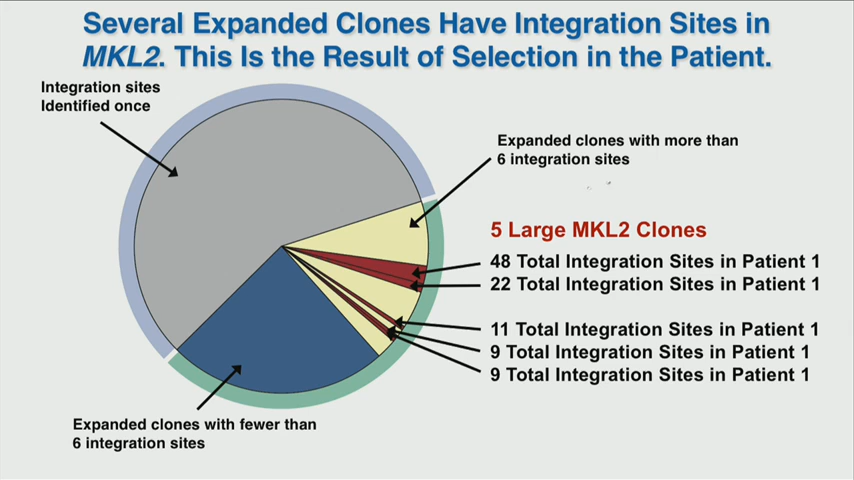 Several Expanded Clones Have Integration Sites in
MKL2. This Is the Result of Selection in the Patient.
Integration sites
Identified once
Expanded clones with more than
6 integration sites
5 Large MKL2 Clones
48 Total Integration Sites in Patient 1
22 Total Integration Sites in Patient 1
11 Total Integration Sites in Patient 1
9 Total Integration Sites in Patient 1
9 Total Integration Sites in Patient 1
Expanded clones with fewer than
6 integration sites